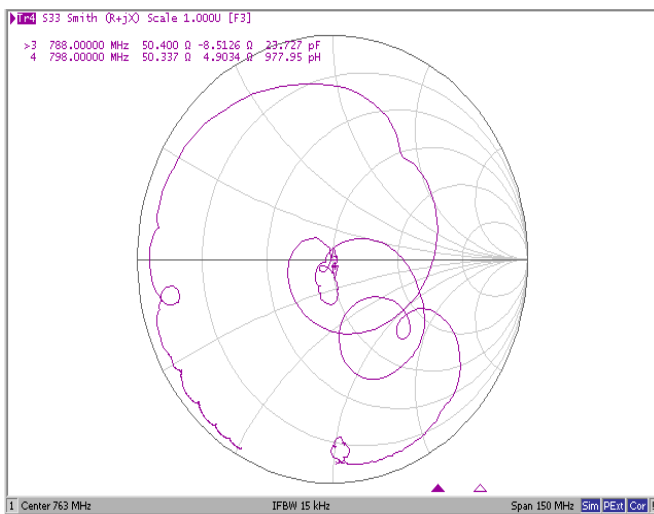 Tr4 S33 Smith (R+jX) Scale 1.000U [F3]
>3 788.00000 MHz 50.400 Ω -8.5126 Ω 23.727 pF
4 798.00000 MHz 50.337 Ω 4.9034 Ω 977.95 pH
1 Center 763 MHz IFBW 15 kHz Span 150 MHz Sim PExt Cor